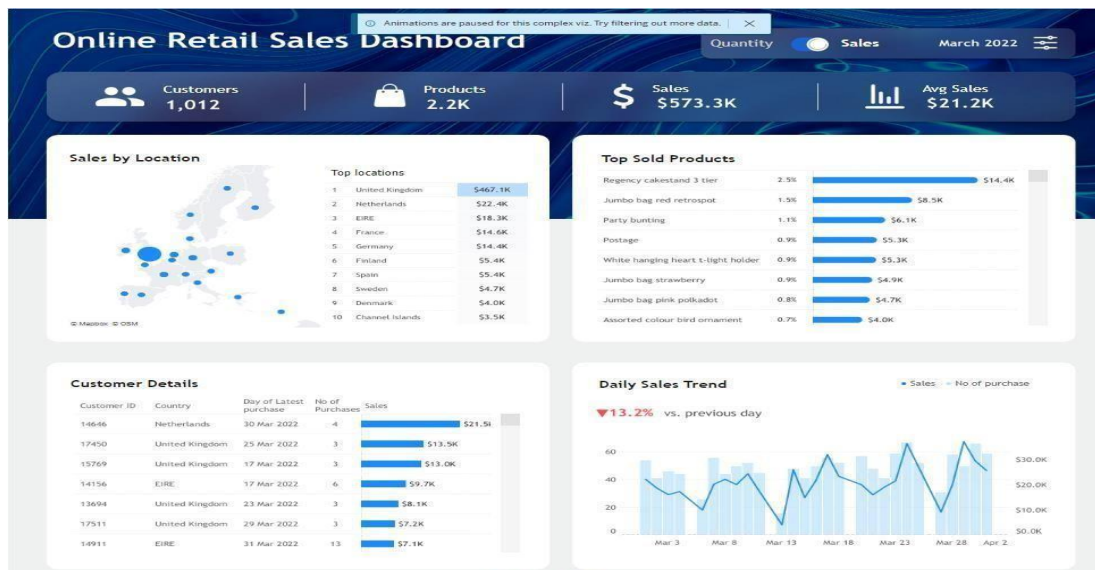 Animations are paused for this complex viz. Try filtering out more data.
Online Retail Sales Dashboard
Quantity Sales March 2022
Customers
1,012
Products
2.2K
Sales
$573.3K
Avg Sales
$21.2K
Sales by Location
Top locations
1 United Kingdom $467.1K
2 Netherlands $22.4K
3 EIRE $18.3K
4 France $14.6K
5 Germany $14.4K
6 Finland $5.4K
7 Spain $5.4K
8 Sweden $4.7K
9 Denmark $4.0K
10 Channel Islands $3.5K
© Mapbox © OSM
Top Sold Products
Regency cakestand 3 tier 2.5% $14.4K
Jumbo bag red retrospot 1.5% $8.5K
Party bunting 1.1% $6.1K
Postage 0.9% $5.3K
White hanging heart t-light holder 0.9% $5.3K
Jumbo bag strawberry 0.9% $4.9K
Jumbo bag pink polkadot 0.8% $4.7K
Assorted colour bird ornament 0.7% $4.0K
Customer Details
Customer ID Country Day of Latest purchase No of Purchases Sales
14646 Netherlands 30 Mar 2022 4 $21.5
17450 United Kingdom 25 Mar 2022 3 $13.5K
15769 United Kingdom 17 Mar 2022 3 $13.0K
14156 EIRE 17 Mar 2022 6 $9.7K
13694 United Kingdom 23 Mar 2022 3 $8.1K
17511 United Kingdom 29 Mar 2022 3 $7.2K
14911 EIRE 31 Mar 2022 13 $7.1K
Daily Sales Trend
Sales No of purchase
▼13.2% vs. previous day
60
40
20
0
$30.0K
$20.0K
$10.0K
$0.0K
Mar 3 Mar 8 Mar 13 Mar 18 Mar 23 Mar 28 Apr 2